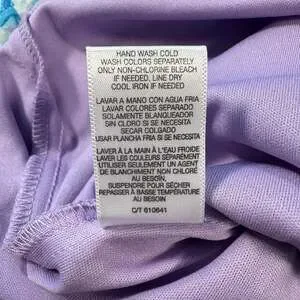 HAND WASH COLD
WASH COLORS SEPARATELY
ONLY NON-CHLORINE BLEACH
IF NEEDED, LINE DRY
COOL IRON IF NEEDED
LAVAR A MANO CON AGUA FRIA
LAVAR COLORES SEPARADO
SOLAMENTE BLANQUEADOR
SIN CLORO SI SE NECESITA
SECAR COLGADO
USAR PLANCHA FRIA SI SE NECESITA
LAVER À LA MAIN À L'EAU FROIDE
LAVER LES COULEURS SÉPARÉMENT
UTILISER SEULEMENT UN AGENT
DE BLANCHIMENT NON CHLORÉ
AU BESOIN,
SUSPENDRE POUR SÉCHER
REPASSER À BASSE TEMPÉRATURE
AU BESOIN
C/T 610641